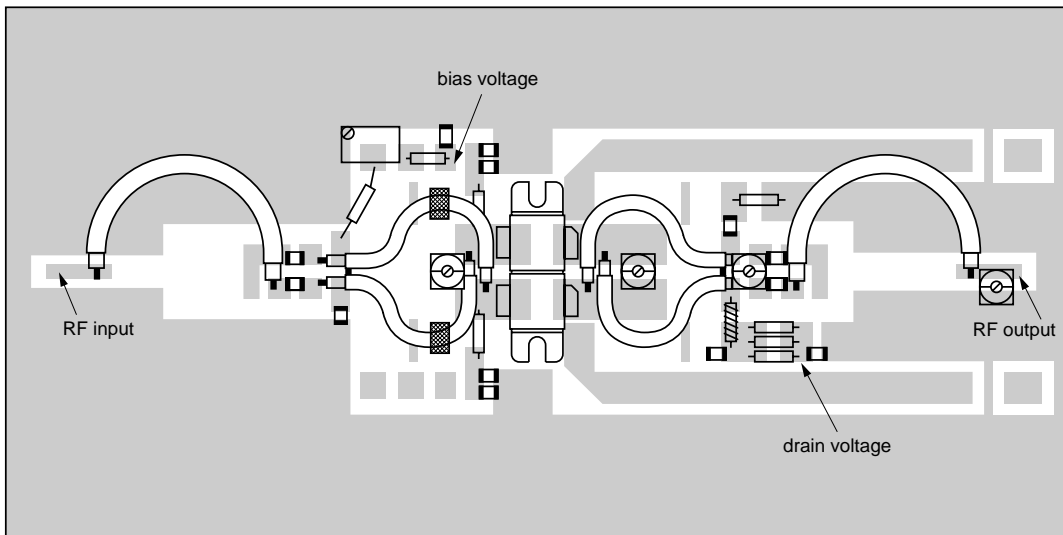 bias voltage
RF input
RF output
drain voltage